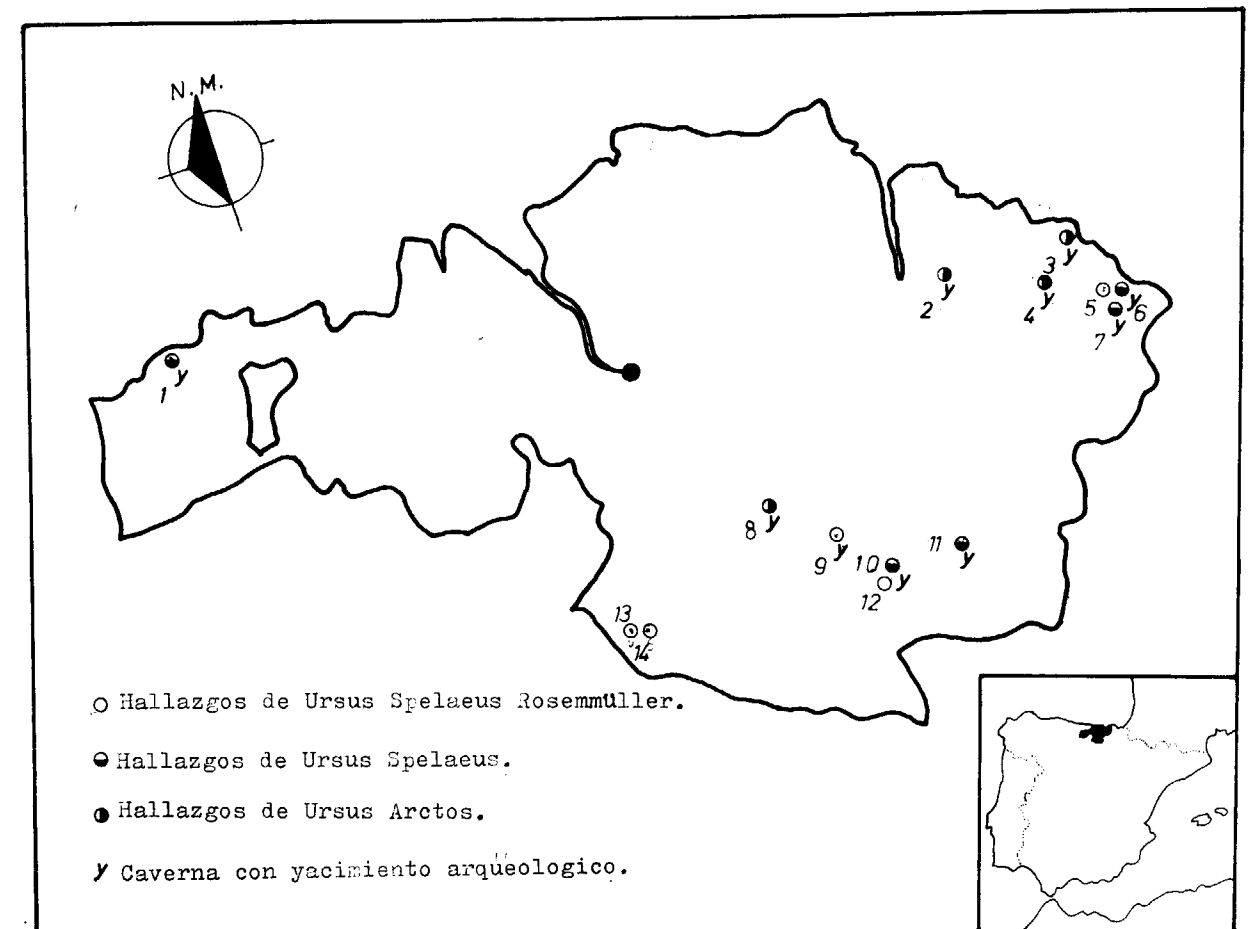 N.M.
3
2
4
5
6
7
1
8
9
10
11
12
13
14
y
y
y
y
y
y
y
y
y
y
y
Hallazgos de Ursus Spelaeus Rosemmüller.
Hallazgos de Ursus Spelaeus.
Hallazgos de Ursus Arctos.
y Caverna con yacimiento arqüeologico.